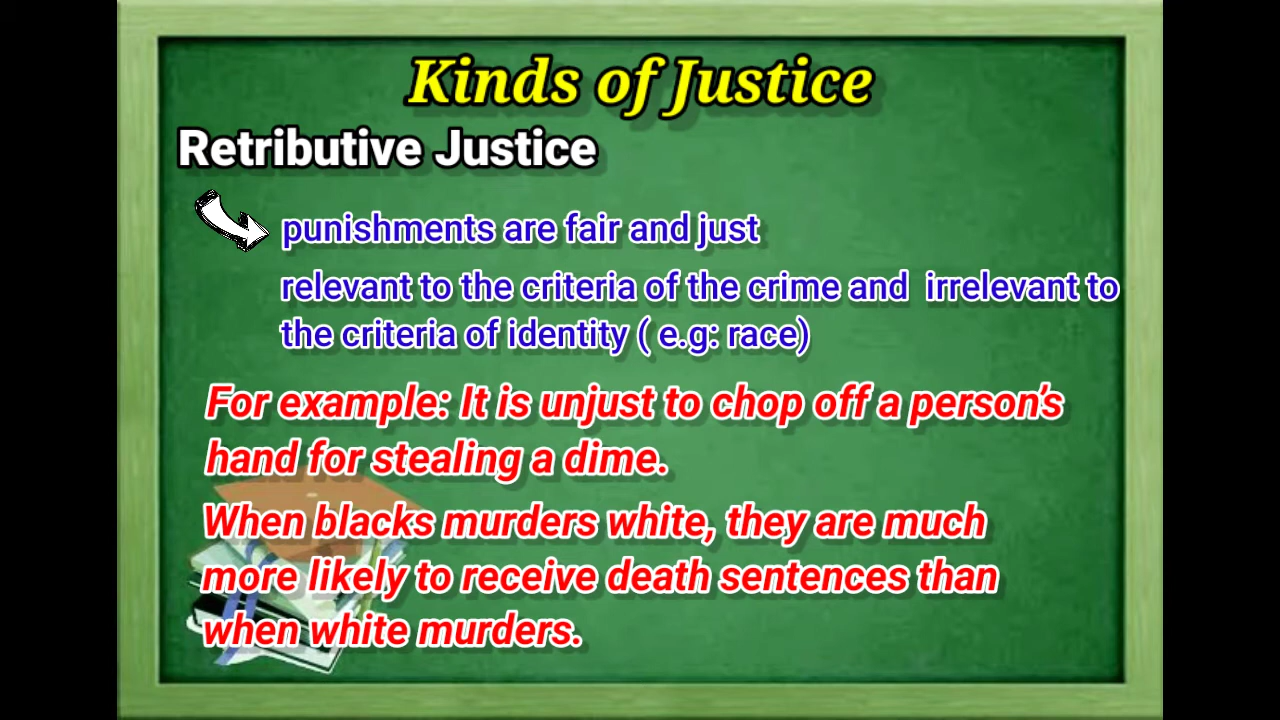 Kinds of Justice
Retributive Justice
punishments are fair and just
relevant to the criteria of the crime and irrelevant to
the criteria of identity ( e.g: race)
For example: It is unjust to chop off a person's
hand for stealing a dime.
When blacks murders white, they are much
more likely to receive death sentences than
when white murders.